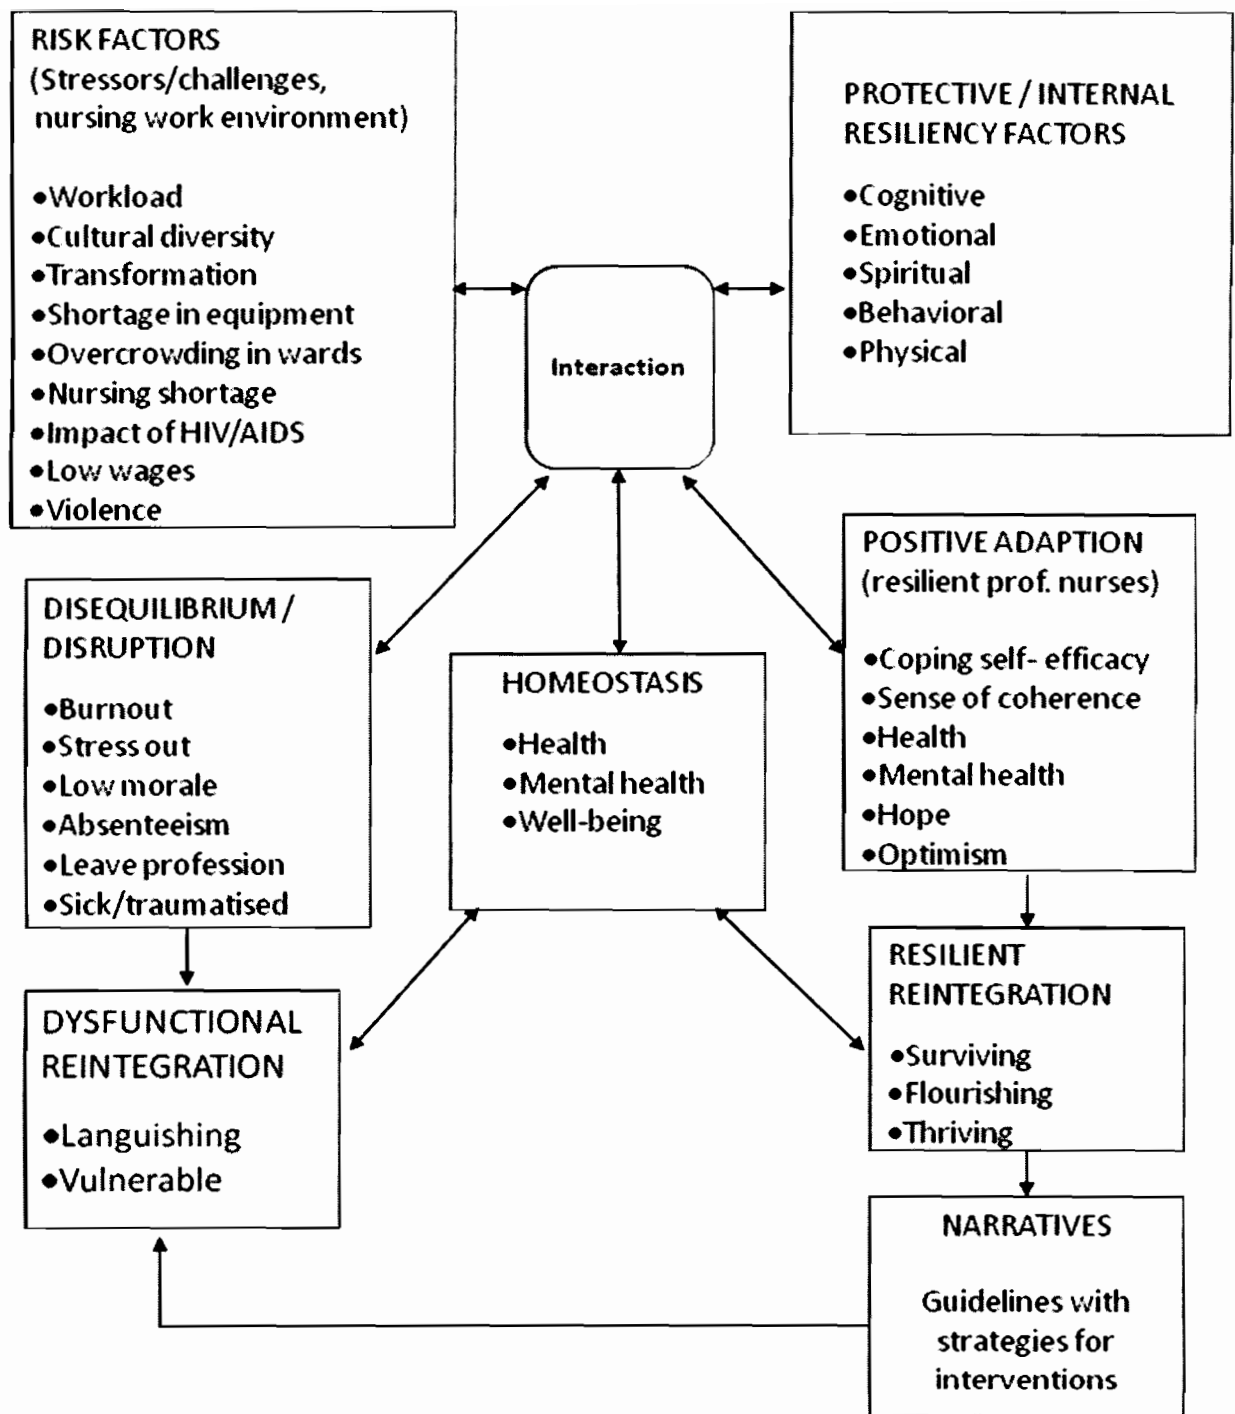 RISK FACTORS
(Stressors/challenges,
nursing work environment)
•Workload
•Cultural diversity
•Transformation
•Shortage in equipment
•Overcrowding in wards
•Nursing shortage
•Impact of HIV/AIDS
•Low wages
•Violence
PROTECTIVE / INTERNAL
RESILIENCY FACTORS
•Cognitive
•Emotional
•Spiritual
•Behavioral
•Physical
Interaction
DISEQUILIBRIUM /
DISRUPTION
•Burnout
•Stress out
•Low morale
•Absenteeism
•Leave profession
•Sick/traumatised
HOMEOSTASIS
•Health
•Mental health
•Well-being
POSITIVE ADAPTION
(resilient prof. nurses)
•Coping self- efficacy
•Sense of coherence
•Health
•Mental health
•Hope
•Optimism
DYSFUNCTIONAL
REINTEGRATION
•Languishing
•Vulnerable
RESILIENT
REINTEGRATION
•Surviving
•Flourishing
•Thriving
NARRATIVES
Guidelines with
strategies for
interventions